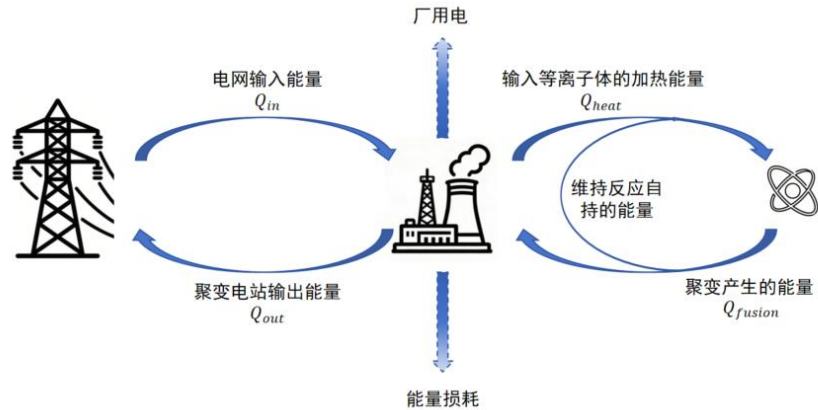 厂用电
电网输入能量
Q_in
输入等离子体的加热能量
Q_heat
维持反应自
持的能量
聚变电站输出能量
Q_out
聚变产生的能量
Q_fusion
能量损耗